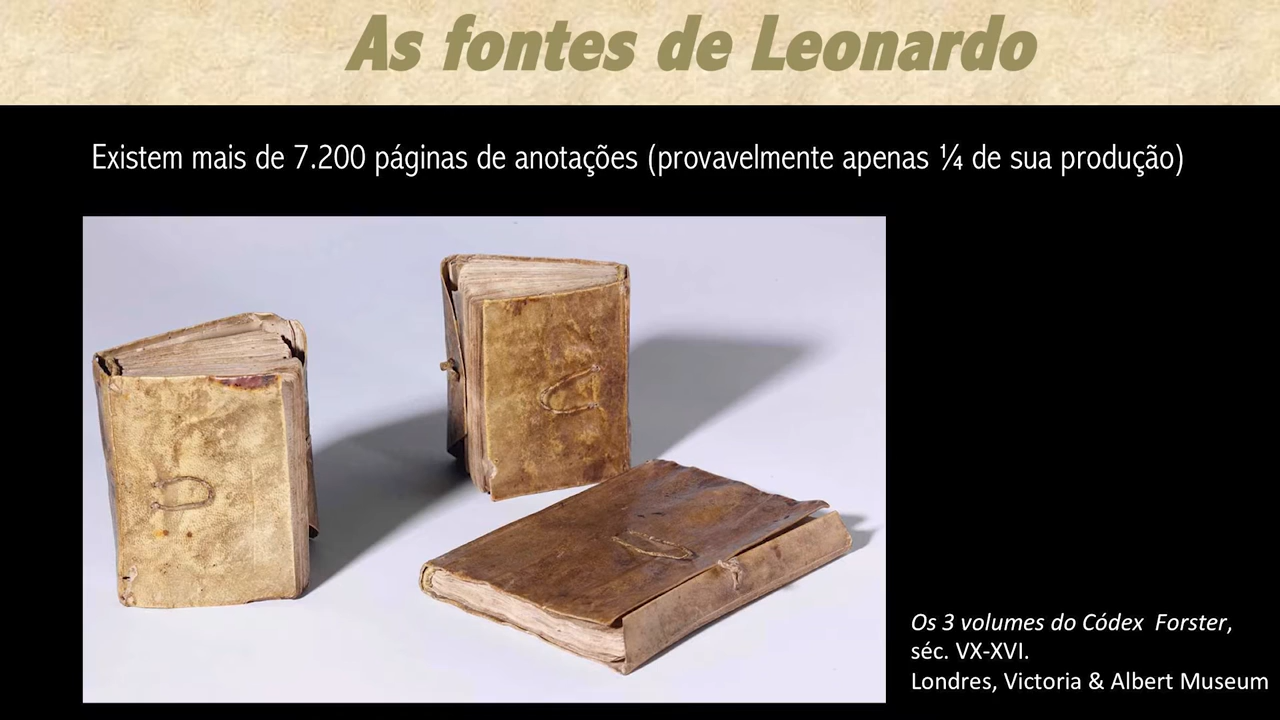 As fontes de Leonardo
Existem mais de 7.200 páginas de anotações (provavelmente apenas ¼ de sua produção)
Os 3 volumes do Códex Forster,
séc. VX-XVI.
Londres, Victoria & Albert Museum